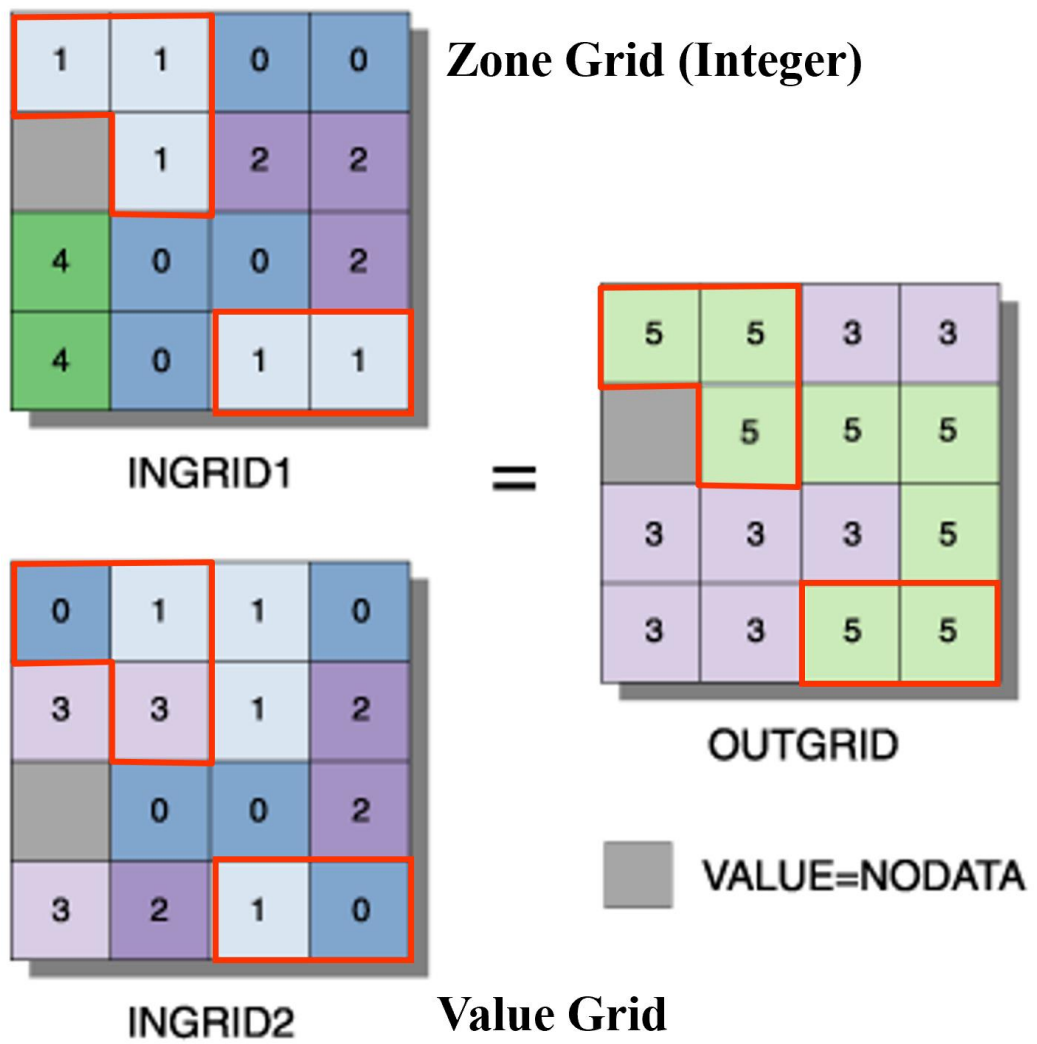 1 1 0 0
Zone Grid (Integer)
1 2 2
4 0 0 2
4 0 1 1
INGRID1
=
5 5 3 3
5 5 5
3 3 3 5
3 3 5 5
OUTGRID
VALUE=NODATA
0 1 1 0
3 3 1 2
0 0 2
3 2 1 0
INGRID2
Value Grid